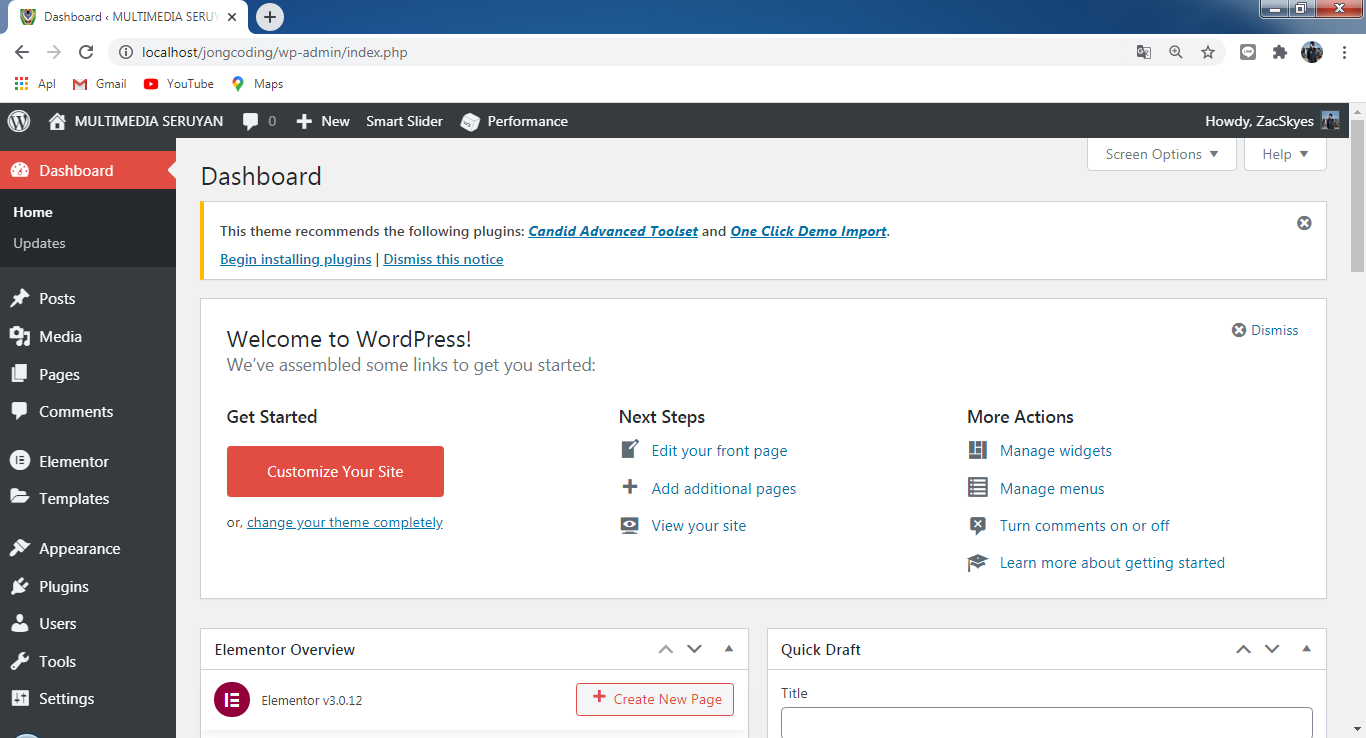 Dashboard ‹ MULTIMEDIA SERUY
localhost/jongcoding/wp-admin/index.php
Apl Gmail YouTube Maps
MULTIMEDIA SERUYAN 0 New Smart Slider Performance Howdy, ZacSkyes
Dashboard
Home
Updates
Posts
Media
Pages
Comments
Elementor
Templates
Appearance
Plugins
Users
Tools
Settings
Screen Options Help
Dashboard
This theme recommends the following plugins: Candid Advanced Toolset and One Click Demo Import.
Begin installing plugins | Dismiss this notice
Welcome to WordPress!
Dismiss
We've assembled some links to get you started:
Get Started
Customize Your Site
or, change your theme completely
Next Steps
Edit your front page
Add additional pages
View your site
More Actions
Manage widgets
Manage menus
Turn comments on or off
Learn more about getting started
Elementor Overview
Elementor v3.0.12
Create New Page
Quick Draft
Title